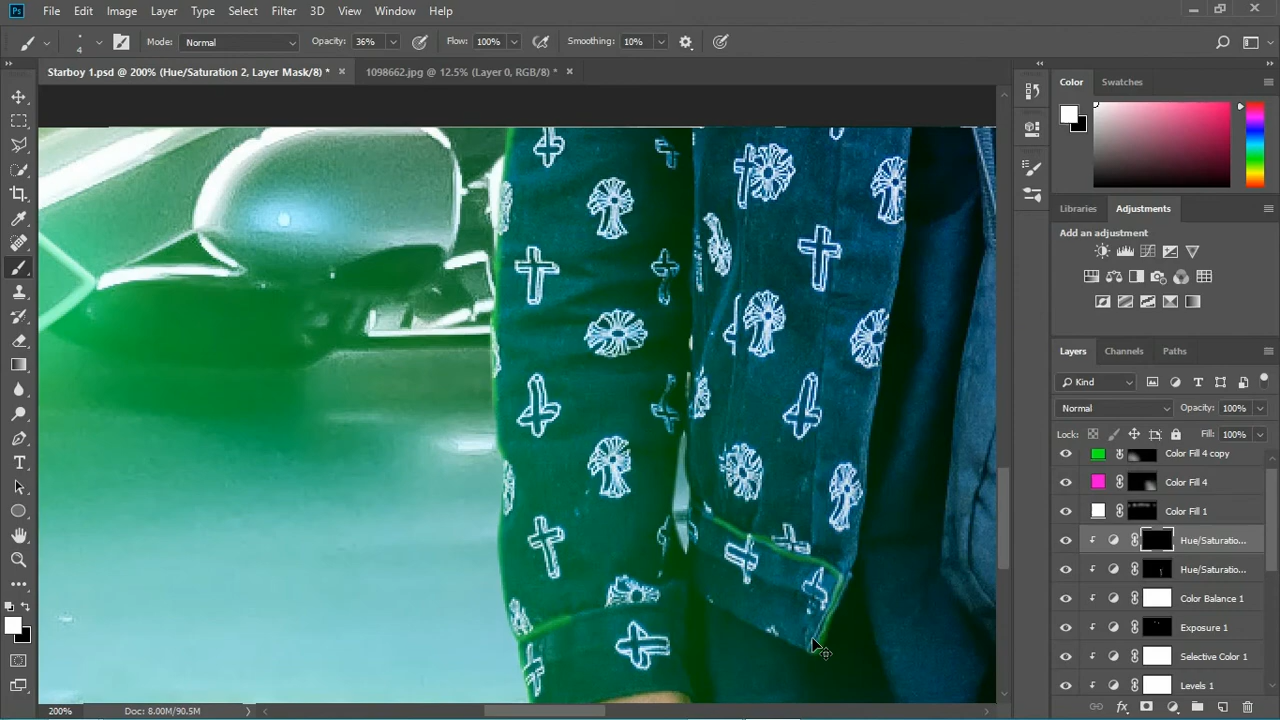 Ps File Edit Image Layer Type Select Filter 3D View Window Help
4 Mode: Normal Opacity: 36% Flow: 100% Smoothing: 10%
Starboy 1.psd @ 200% (Hue/Saturation 2, Layer Mask/8) * × 1098662.jpg @ 12.5% (Layer 0, RGB/8) * ×
Color Swatches
Libraries Adjustments
Add an adjustment
Layers Channels Paths
Kind
Normal Opacity: 100%
Lock: Fill: 100%
Color Fill 4 copy
Color Fill 4
Color Fill 1
Hue/Saturatio...
Hue/Saturatio...
Color Balance 1
Exposure 1
Selective Color 1
Levels 1
200% Doc: 8.00M/90.5M
fx